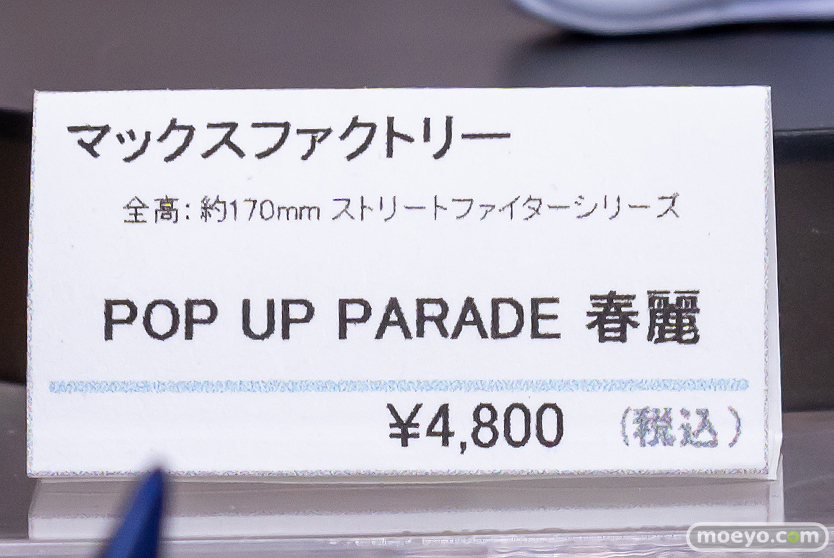 マックスファクトリー
全高：約170mm ストリートファイターシリーズ
POP UP PARADE 春麗
¥4,800 （税込）
moeyo.com